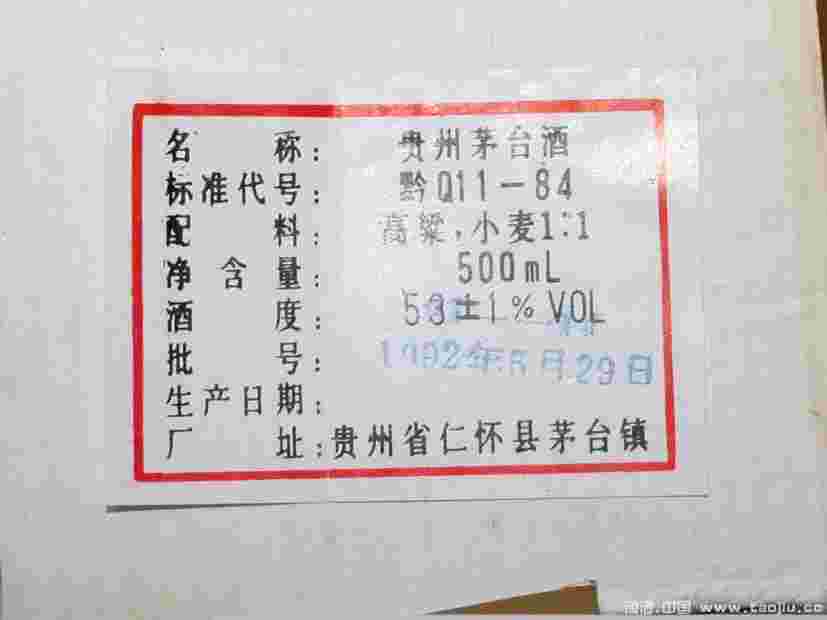 名 称： 贵州茅台酒
标准代号： 黔Q11-84
配 料： 高粱,小麦1:1
净含量： 500mL
酒 度： 53±1%VOL
批 号： 1992年5月29日
生产日期：
厂 址：贵州省仁怀县茅台镇
中国 www.taojiu.co